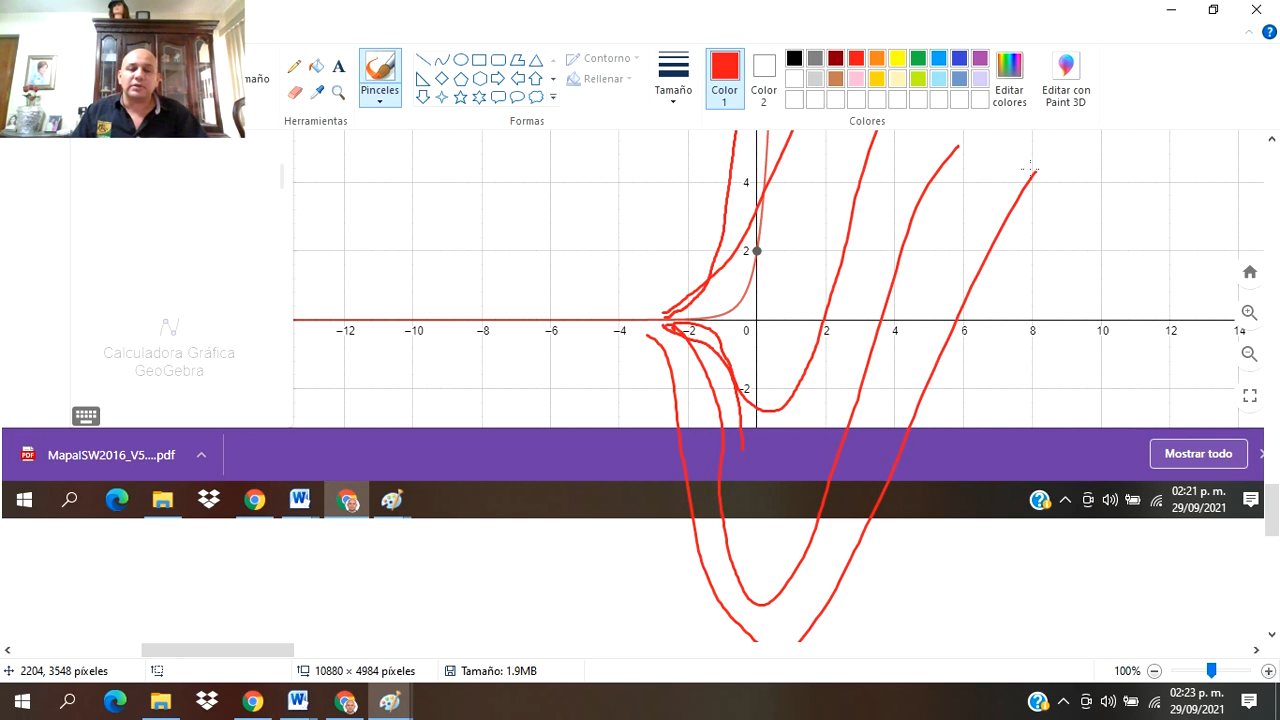 maño
Herramientas
Pinceles
Formas
Contorno
Rellenar
Tamaño
Color
1
Color
2
Colores
Editar
colores
Editar con
Paint 3D
4
2
−12
−10
−8
−6
−4
−2
0
2
4
6
8
10
12
14
−2
Calculadora Gráfica
GeoGebra
MapaISW2016_V5....pdf
Mostrar todo
02:21 p. m.
29/09/2021
2204, 3548 píxeles
10880 × 4984 píxeles
Tamaño: 1.9MB
100%
02:23 p. m.
29/09/2021